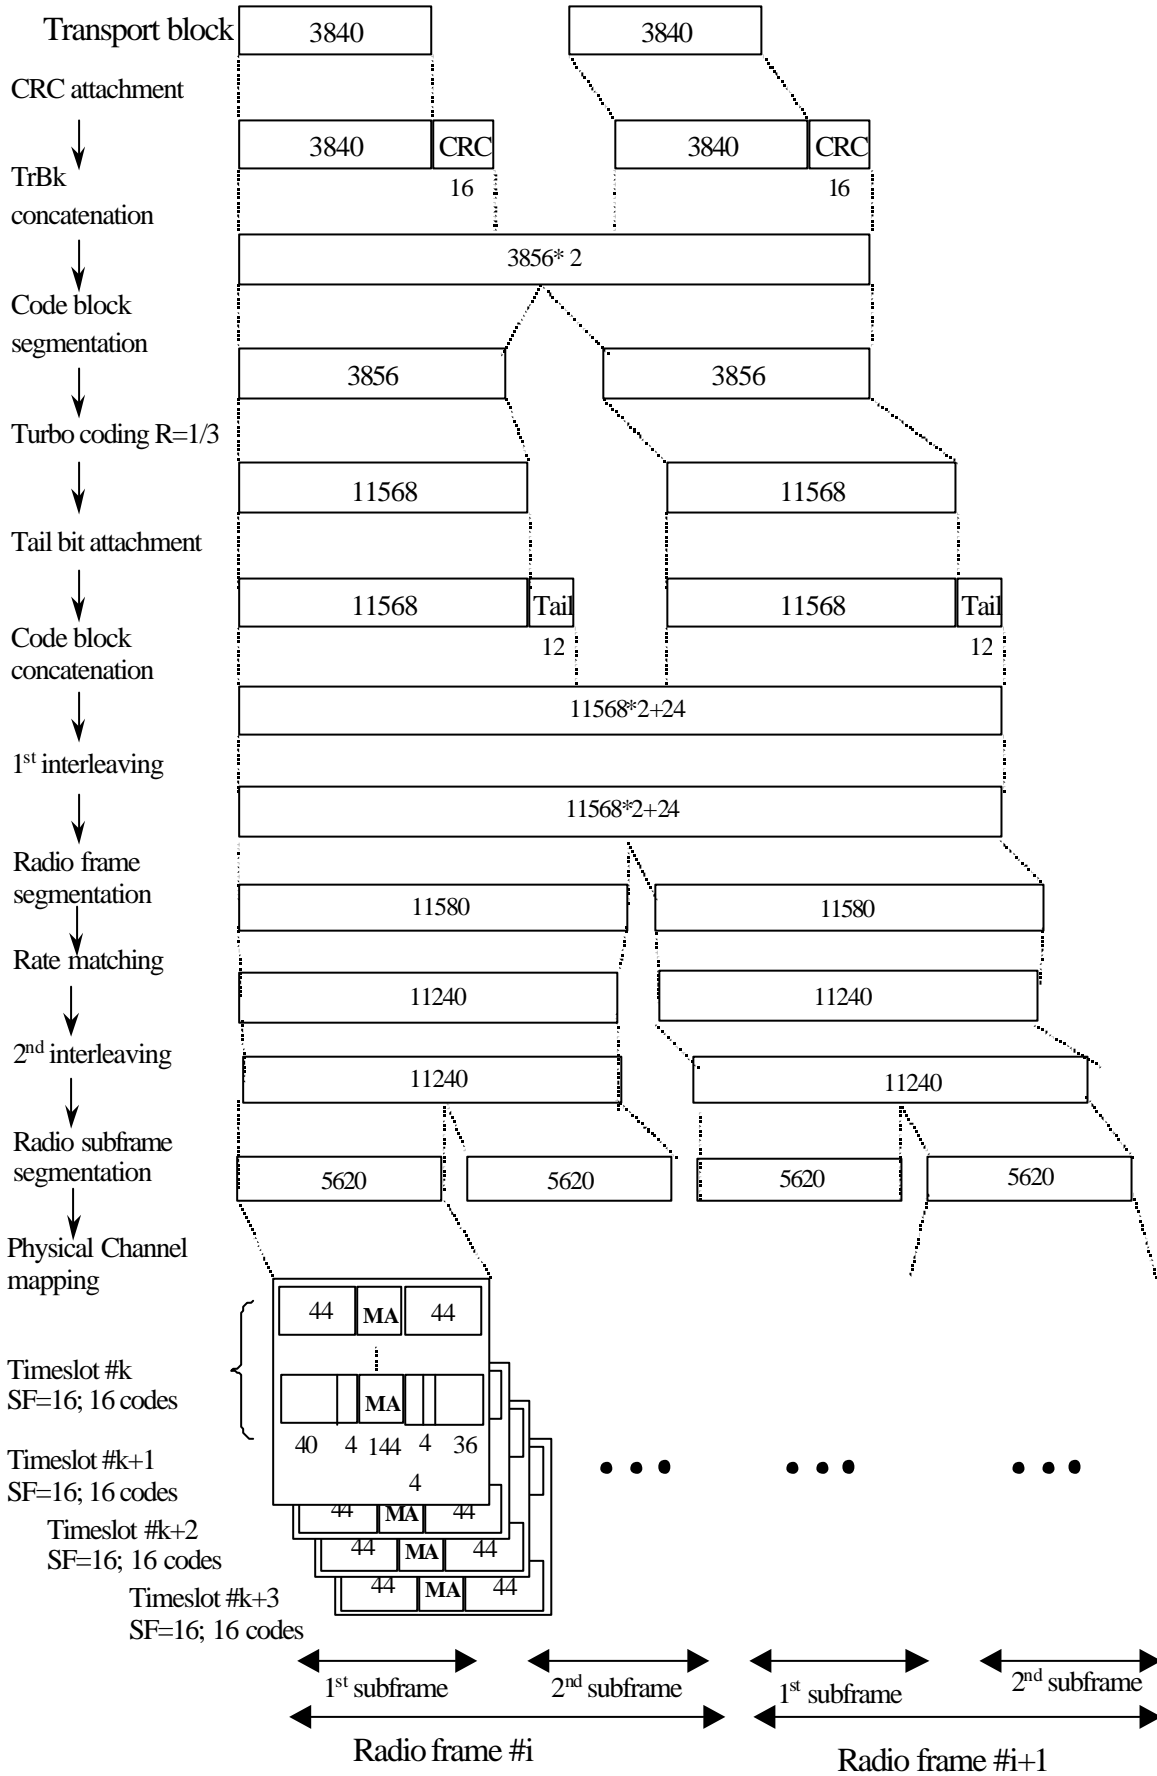 Transport block
3840
3840
CRC attachment
3840
CRC
3840
CRC
16
16
TrBk
concatenation
3856* 2
Code block
segmentation
3856
3856
Turbo coding R=1/3
11568
11568
Tail bit attachment
11568
Tail
11568
Tail
12
12
Code block
concatenation
11568*2+24
1st interleaving
11568*2+24
Radio frame
segmentation
11580
11580
Rate matching
11240
11240
2nd interleaving
11240
11240
Radio subframe
segmentation
5620
5620
5620
5620
Physical Channel
mapping
44
MA
44
Timeslot #k
SF=16; 16 codes
MA
40
4
144
4
36
4
Timeslot #k+1
SF=16; 16 codes
44
MA
44
Timeslot #k+2
SF=16; 16 codes
44
MA
44
Timeslot #k+3
SF=16; 16 codes
44
MA
44
1st subframe
2nd subframe
1st subframe
2nd subframe
Radio frame #i
Radio frame #i+1